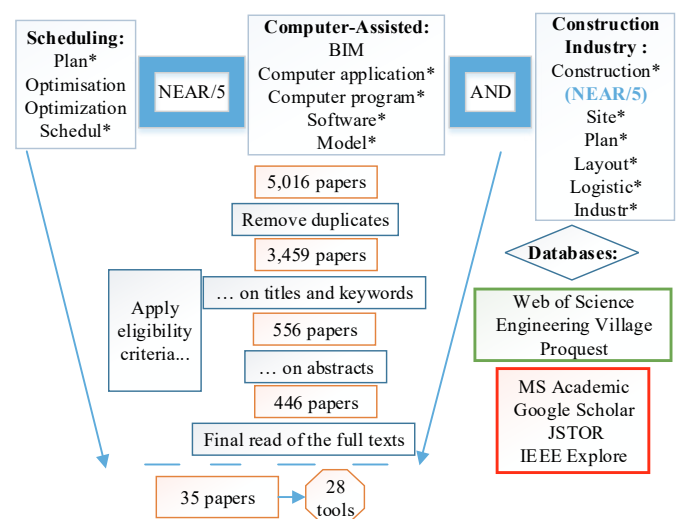 Scheduling:
Plan*
Optimisation
Optimization
Schedul*
NEAR/5
Computer-Assisted:
BIM
Computer application*
Computer program*
Software*
Model*
AND
Construction
Industry :
Construction*
(NEAR/5)
Site*
Plan*
Layout*
Logistic*
Industr*
5,016 papers
Remove duplicates
3,459 papers
Apply
eligibility
criteria...
… on titles and keywords
556 papers
… on abstracts
446 papers
Final read of the full texts
35 papers
28
tools
Databases:
Web of Science
Engineering Village
Proquest
MS Academic
Google Scholar
JSTOR
IEEE Explore